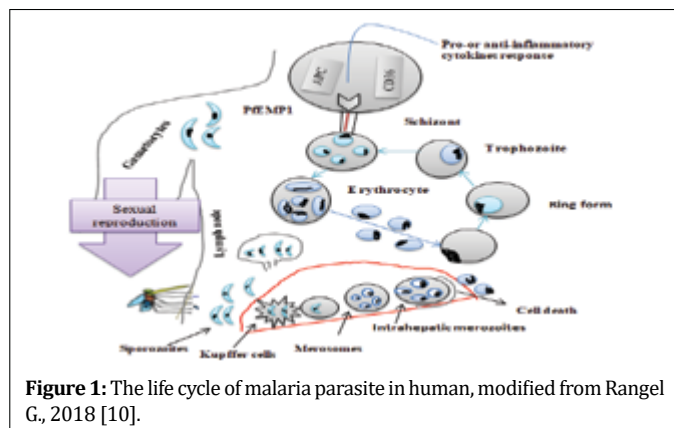 Pro-or anti-inflammatory
cytokines response
APC
CD36
PfEMP1
Schizont
Gametocytes
Trophozoite
Erythrocyte
Ring form
Sexual
reproduction
Lymph node
Cell death
Intrahepatic merozoites
Sporozoites
Kupffer cells
Merosomes
Figure 1: The life cycle of malaria parasite in human, modified from Rangel
G., 2018 [10].